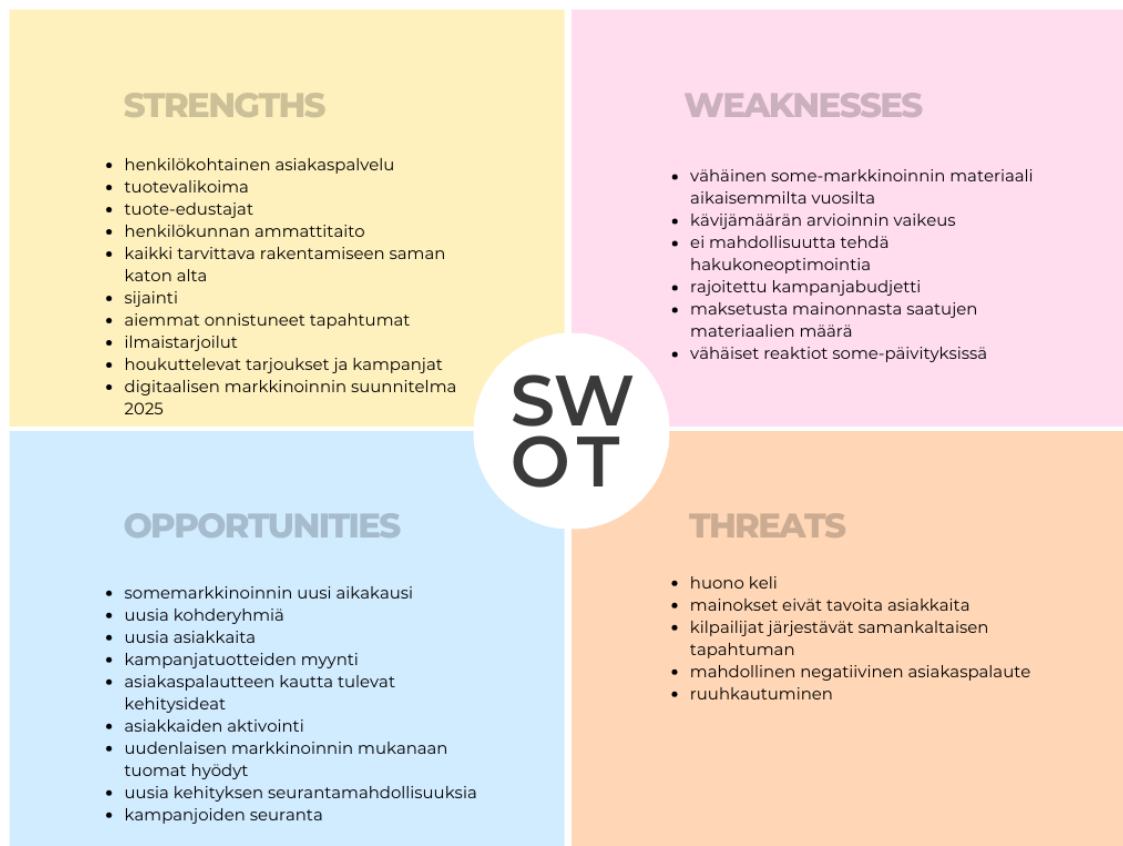 STRENGTHS
• henkilökohtainen asiakaspalvelu
• tuotevalikoima
• tuote-edustajat
• henkilökunnan ammattitaito
• kaikki tarvittava rakentamiseen saman
katon alta
• sijainti
• aiemmat onnistuneet tapahtumat
• ilmaistarjoilut
• houkuttelevat tarjoukset ja kampanjat
• digitaalisen markkinoinnin suunnitelma
2025
WEAKNESSES
• vähäinen some-markkinoinnin materiaali
aikaisemmilta vuosilta
• kävijämäärän arvioinnin vaikeus
• ei mahdollisuutta tehdä
hakukoneoptimointia
• rajoitettu kampanjabudjetti
• maksetusta mainonnasta saatujen
materiaalien määrä
• vähäiset reaktiot some-päivityksissä
SW
OT
OPPORTUNITIES
• somemarkkinoinnin uusi aikakausi
• uusia kohderyhmiä
• uusia asiakkaita
• kampanjatuotteiden myynti
• asiakaspalautteen kautta tulevat
kehitysideat
• asiakkaiden aktivointi
• uudenlaisen markkinoinnin mukanaan
tuomat hyödyt
• uusia kehityksen seurantamahdollisuuksia
• kampanjoiden seuranta
THREATS
• huono keli
• mainokset eivät tavoita asiakkaita
• kilpailijat järjestävät samankaltaisen
tapahtuman
• mahdollinen negatiivinen asiakaspalaute
• ruuhkautuminen